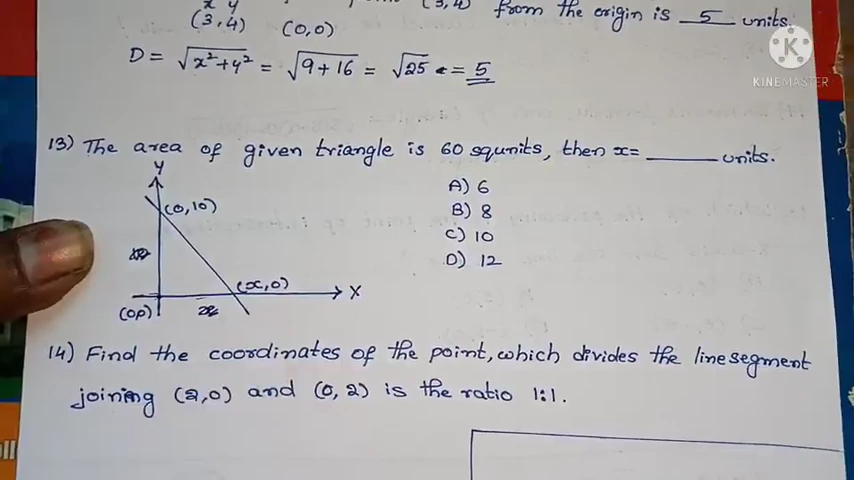 x y
(3,4) from the origin is 5 units.
(3,4) (0,0)
D = √x²+y² = √9+16 = √25 = 5
KINEMASTER
13) The area of given triangle is 60 squnits, then x= ______ units.
Y
(0,10)
(x,0)
X
(0,0)
A) 6
B) 8
C) 10
D) 12
14) Find the coordinates of the point, which divides the linesegment
joining (2,0) and (0,2) is the ratio 1:1.